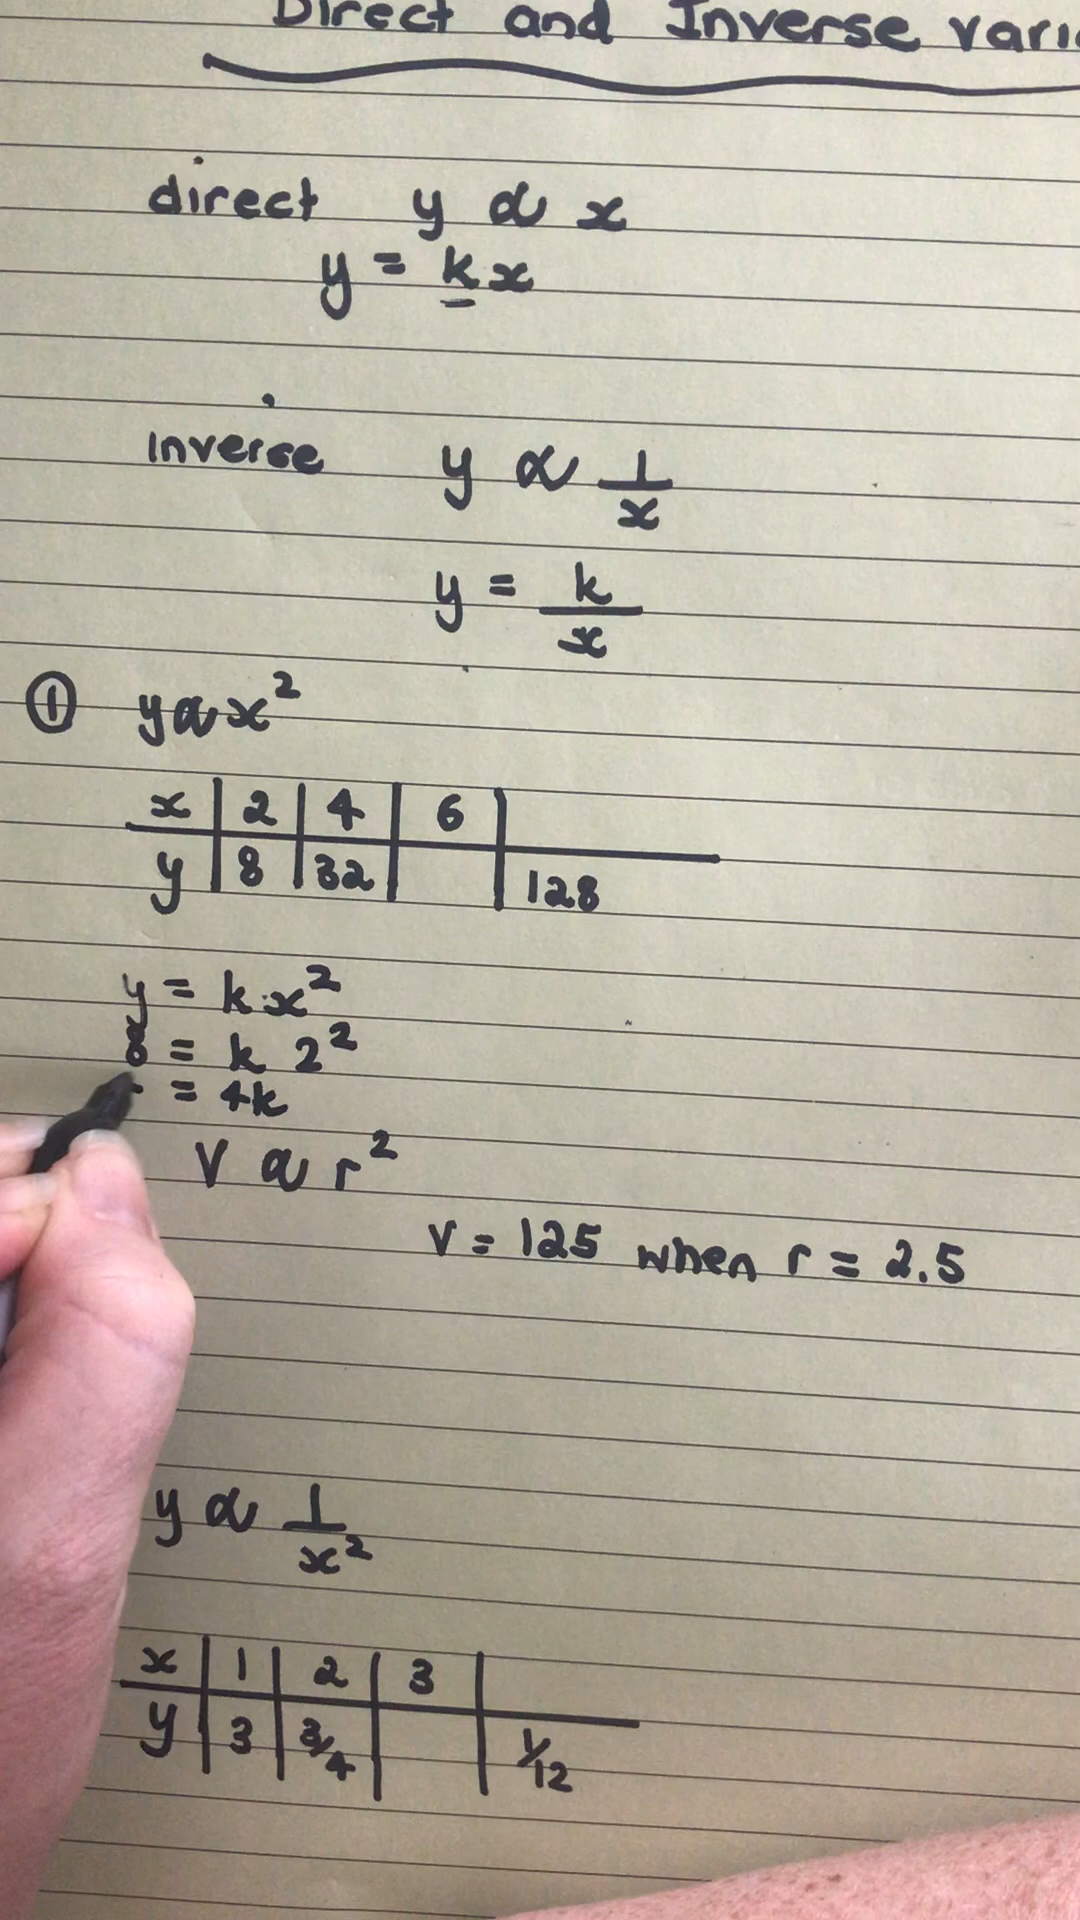 Direct and Inverse
direct y ∝ x
y = kx
inverse y ∝ 1/x
y = k/x
① y ∝ x²
x | 2 | 4 | 6 |
y | 8 | 32 | | 128
y = kx²
8 = k 2²
= 4k
V ∝ r²
V = 125 when r = 2.5
y ∝ 1/x²
x | 1 | 2 | 3 |
y | 3 | 3/4 | | 1/12